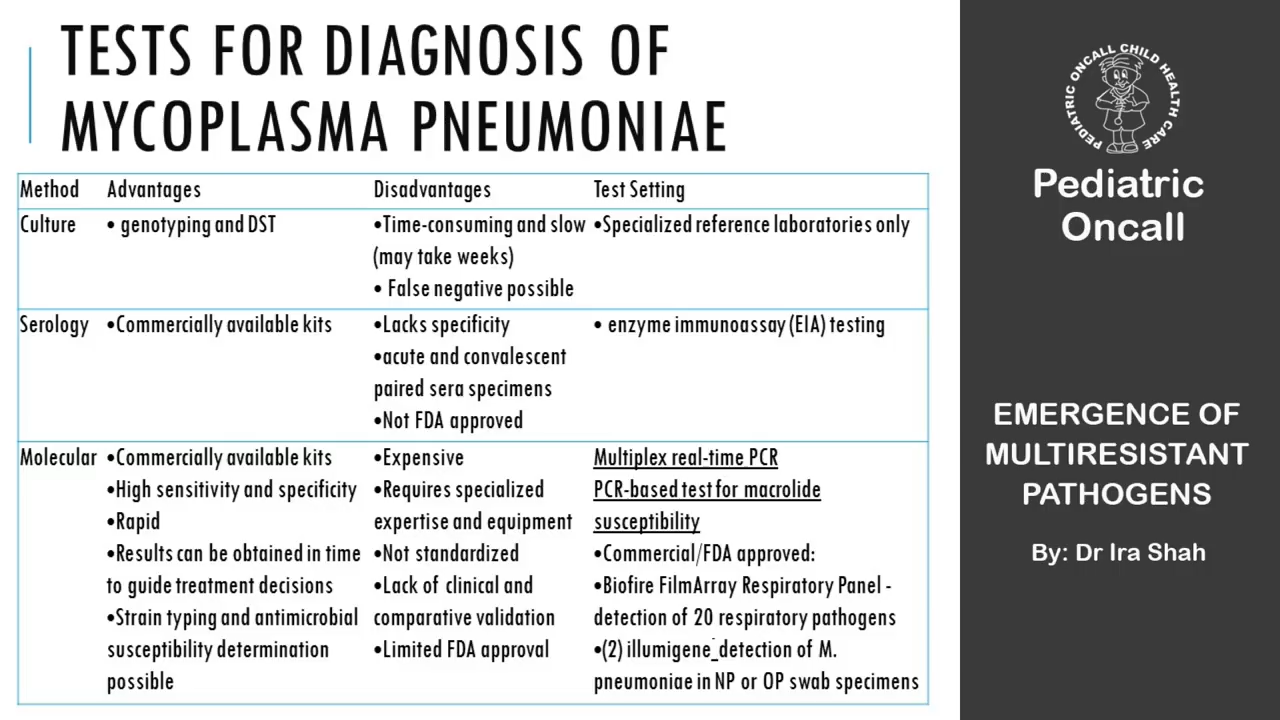 TESTS FOR DIAGNOSIS OF
MYCOPLASMA PNEUMONIAE
Method Advantages Disadvantages Test Setting
Culture • genotyping and DST •Time-consuming and slow •Specialized reference laboratories only
(may take weeks)
• False negative possible
Serology •Commercially available kits •Lacks specificity • enzyme immunoassay (EIA) testing
•acute and convalescent
paired sera specimens
•Not FDA approved
Molecular •Commercially available kits •Expensive Multiplex real-time PCR
•High sensitivity and specificity •Requires specialized PCR-based test for macrolide
•Rapid expertise and equipment susceptibility
•Results can be obtained in time •Not standardized •Commercial/FDA approved:
to guide treatment decisions •Lack of clinical and •Biofire FilmArray Respiratory Panel -
•Strain typing and antimicrobial comparative validation detection of 20 respiratory pathogens
susceptibility determination •Limited FDA approval •(2) illumigene_detection of M.
possible pneumoniae in NP or OP swab specimens
PEDIATRIC ONCALL CHILD HEALTH CARE
Pediatric
Oncall
EMERGENCE OF
MULTIRESISTANT
PATHOGENS
By: Dr Ira Shah